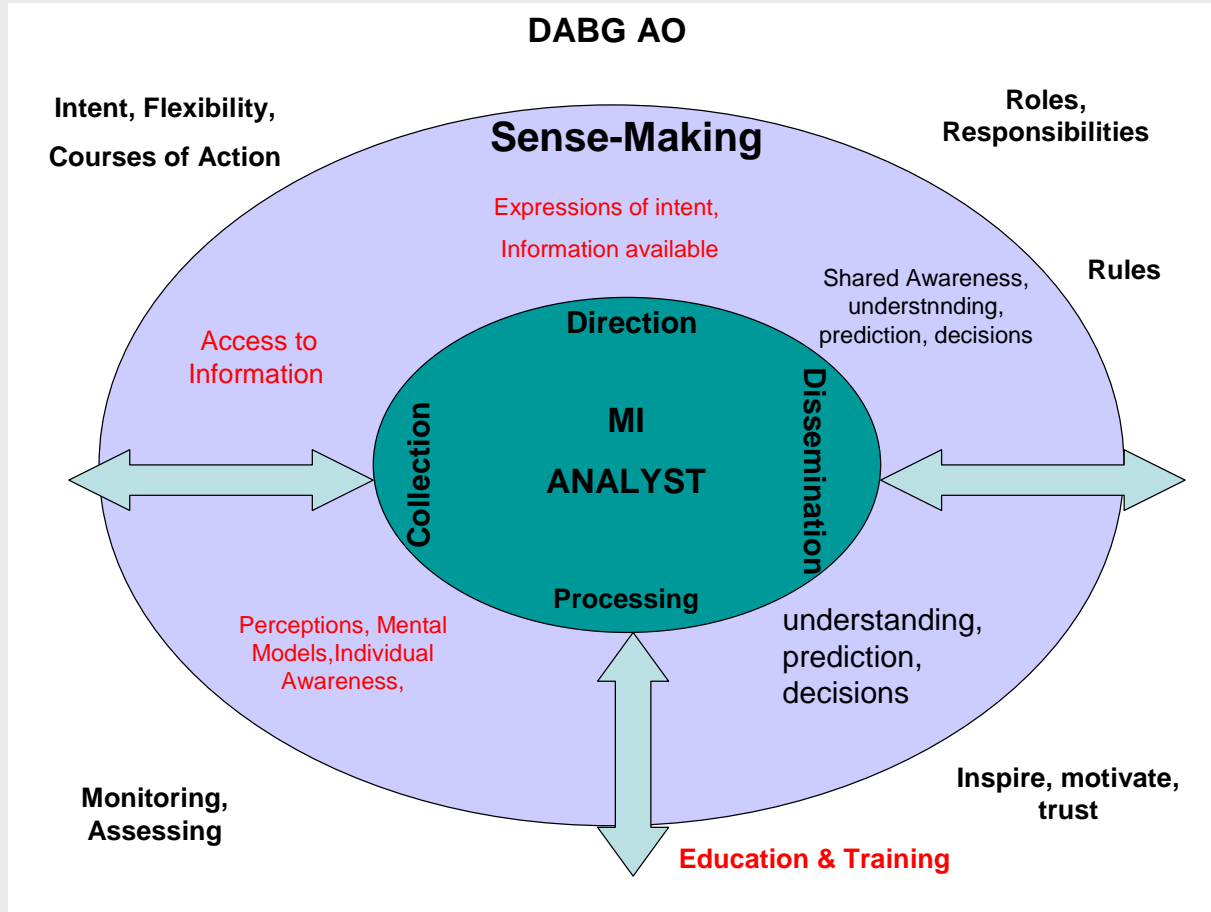 DABG AO
Intent, Flexibility,
Courses of Action
Roles,
Responsibilities
Sense-Making
Expressions of intent,
Information available
Rules
Shared Awareness,
understnnding,
prediction, decisions
Access to
Information
Direction
Collection
MI
ANALYST
Dissemination
Processing
Perceptions, Mental
Models,Individual
Awareness,
understanding,
prediction,
decisions
Monitoring,
Assessing
Inspire, motivate,
trust
Education & Training